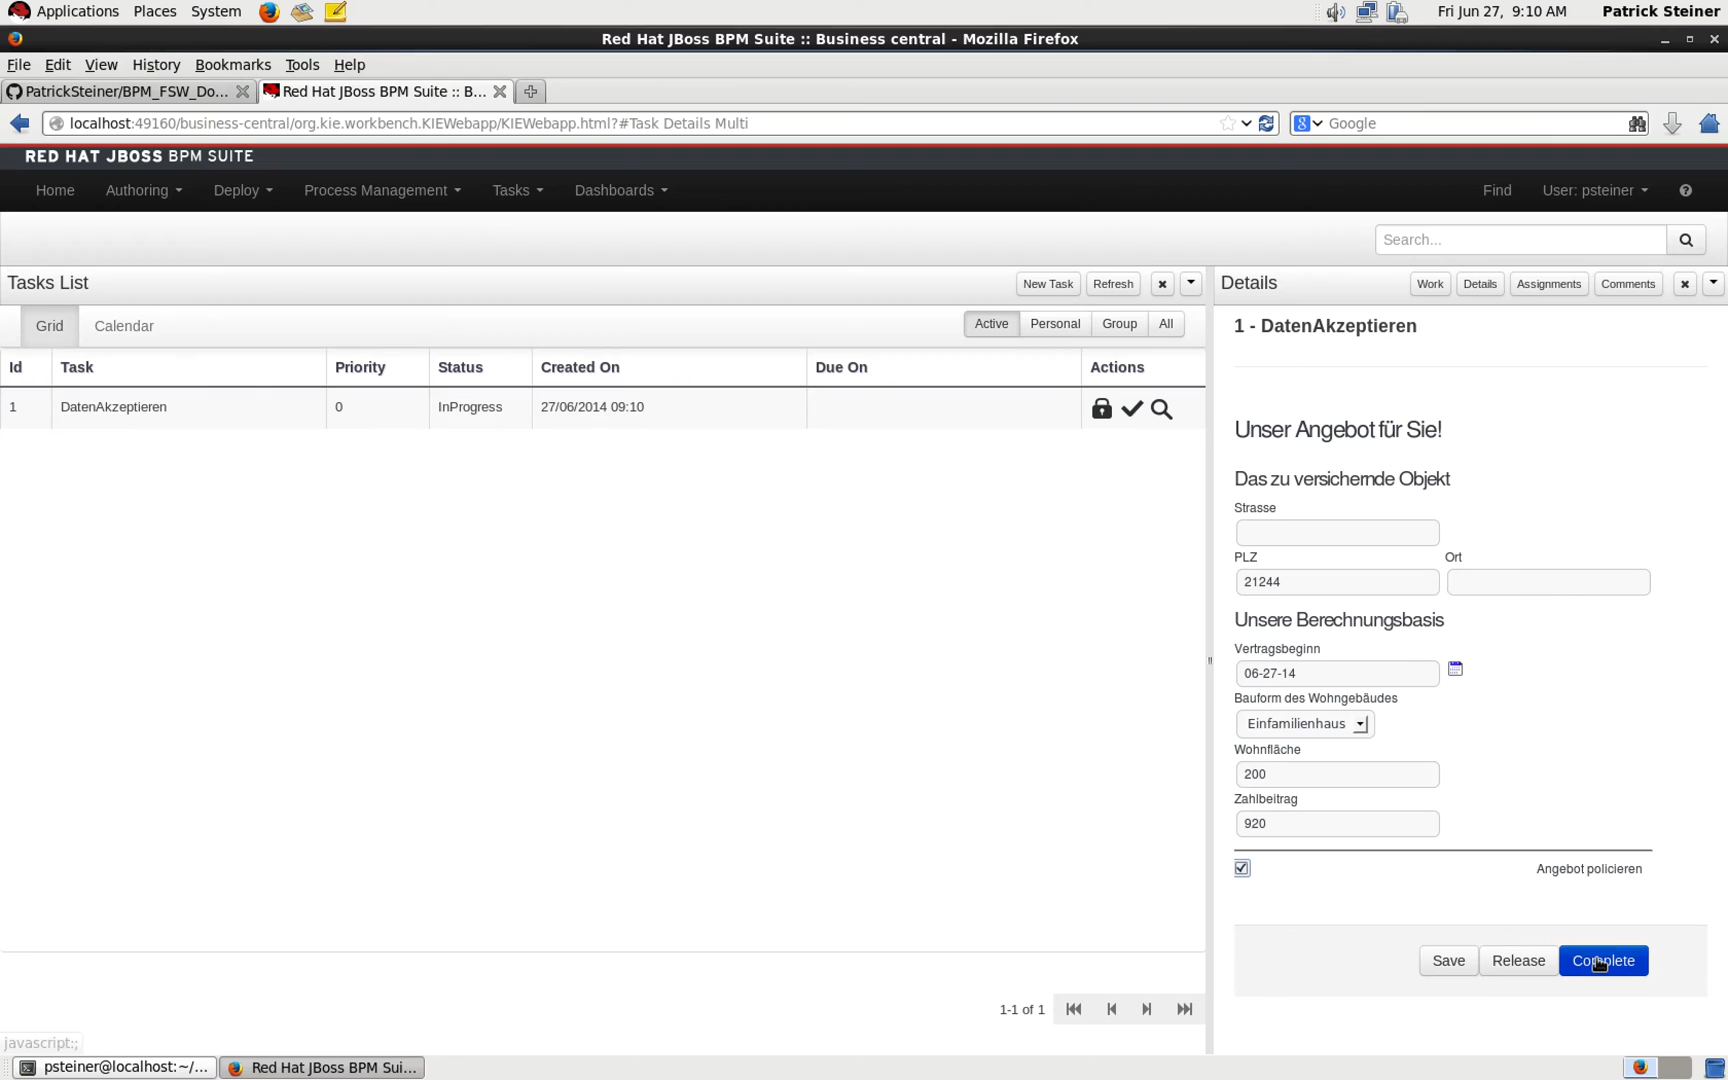 Applications Places System Fri Jun 27, 9:10 AM Patrick Steiner
Red Hat JBoss BPM Suite :: Business central - Mozilla Firefox
File Edit View History Bookmarks Tools Help
PatrickSteiner/BPM_FSW_Do... Red Hat JBoss BPM Suite :: B...
localhost:49160/business-central/org.kie.workbench.KIEWebapp/KIEWebapp.html?#Task Details Multi Google
RED HAT JBOSS BPM SUITE
Home Authoring Deploy Process Management Tasks Dashboards Find User: psteiner
Search...
Tasks List New Task Refresh Details Work Details Assignments Comments
Grid Calendar Active Personal Group All 1 - DatenAkzeptieren
Id Task Priority Status Created On Due On Actions
1 DatenAkzeptieren 0 InProgress 27/06/2014 09:10
Unser Angebot für Sie!
Das zu versichernde Objekt
Strasse
PLZ Ort
21244
Unsere Berechnungsbasis
Vertragsbeginn
06-27-14
Bauform des Wohngebäudes
Einfamilienhaus
Wohnfläche
200
Zahlbeitrag
920
Angebot policieren
Save Release Complete
1-1 of 1
javascript:;
psteiner@localhost:~/... Red Hat JBoss BPM Sui...